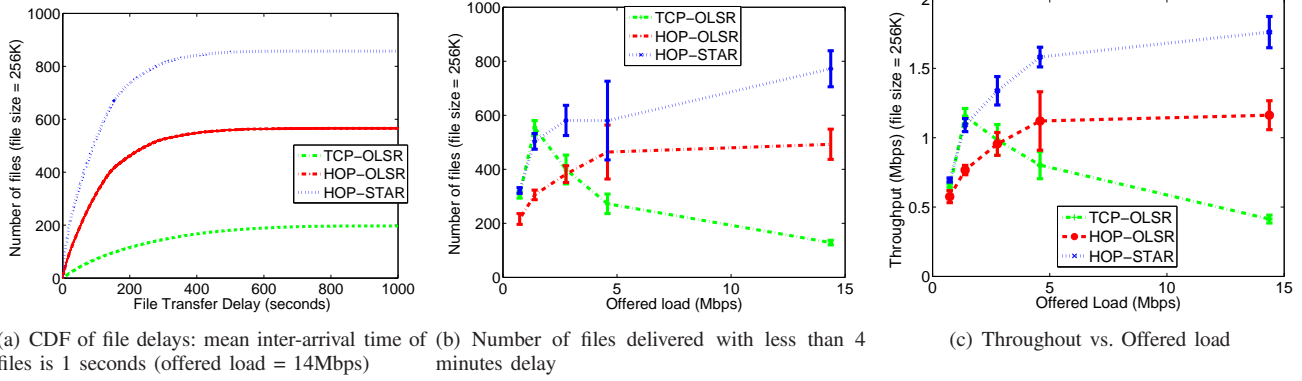 1000
800
600
400
200
0
Number of files (file size = 256K)
0 200 400 600 800 1000
File Transfer Delay (seconds)
TCP−OLSR
HOP−OLSR
HOP−STAR
(a) CDF of file delays: mean inter-arrival time of
files is 1 seconds (offered load = 14Mbps)
1000
800
600
400
200
0
Number of files (files size = 256K)
0 5 10 15
Offered load (Mbps)
TCP−OLSR
HOP−OLSR
HOP−STAR
(b) Number of files delivered with less than 4
minutes delay
2
1.5
1
0.5
0
Throughput (Mbps) (file size = 256K)
0 5 10 15
Offered Load (Mbps)
TCP−OLSR
HOP−OLSR
HOP−STAR
(c) Throughout vs. Offered load